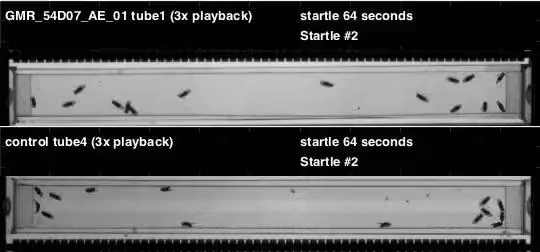 GMR_54D07_AE_01 tube1 (3x playback)
startle 64 seconds
Startle #2
control tube4 (3x playback)
startle 64 seconds
Startle #2